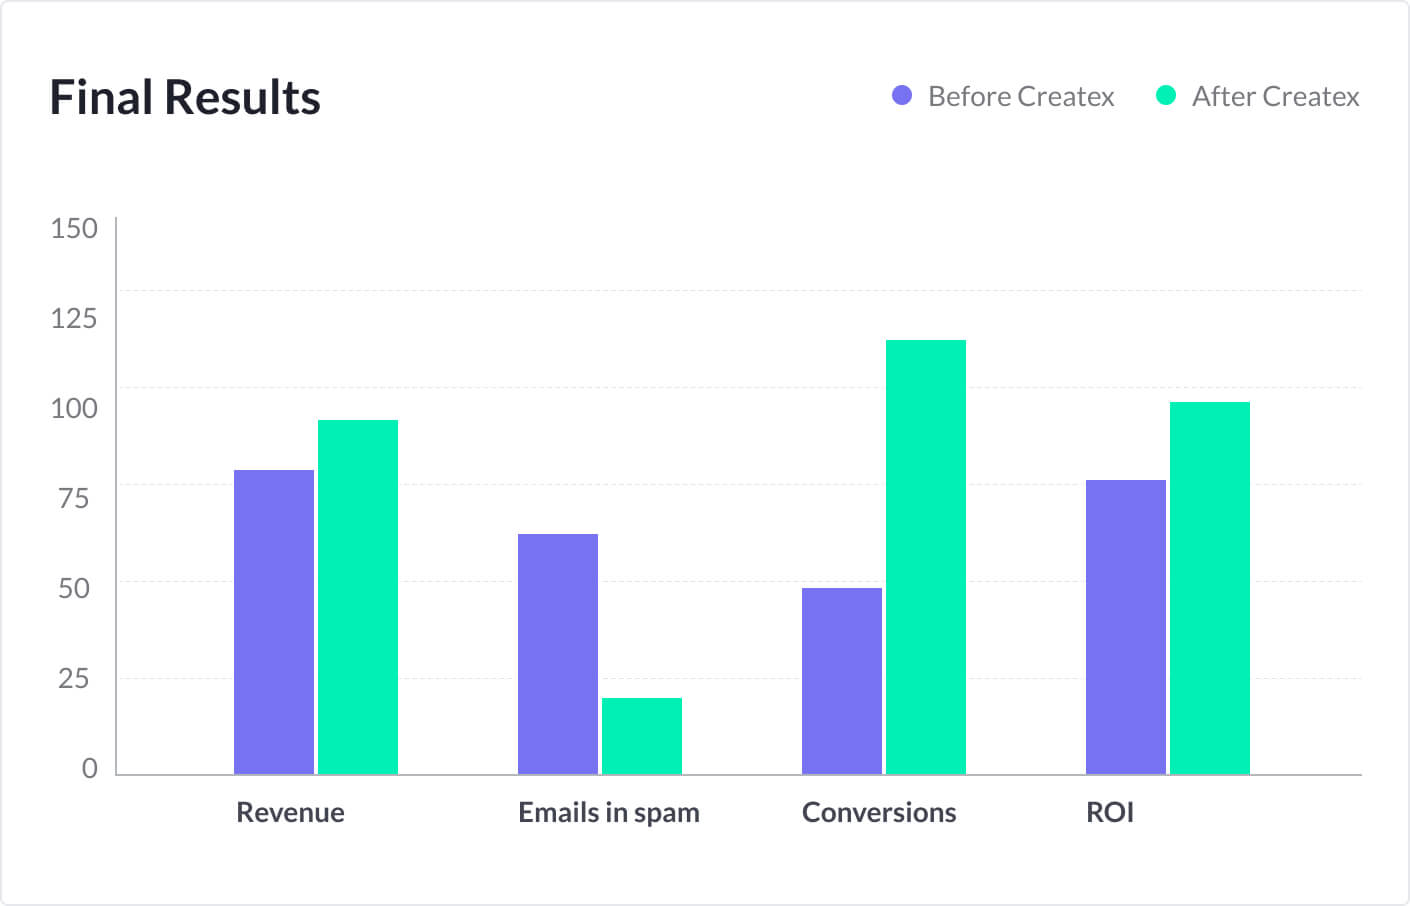 Final Results
Before Createx
After Createx
150
125
100
75
50
25
0
Revenue
Emails in spam
Conversions
ROI